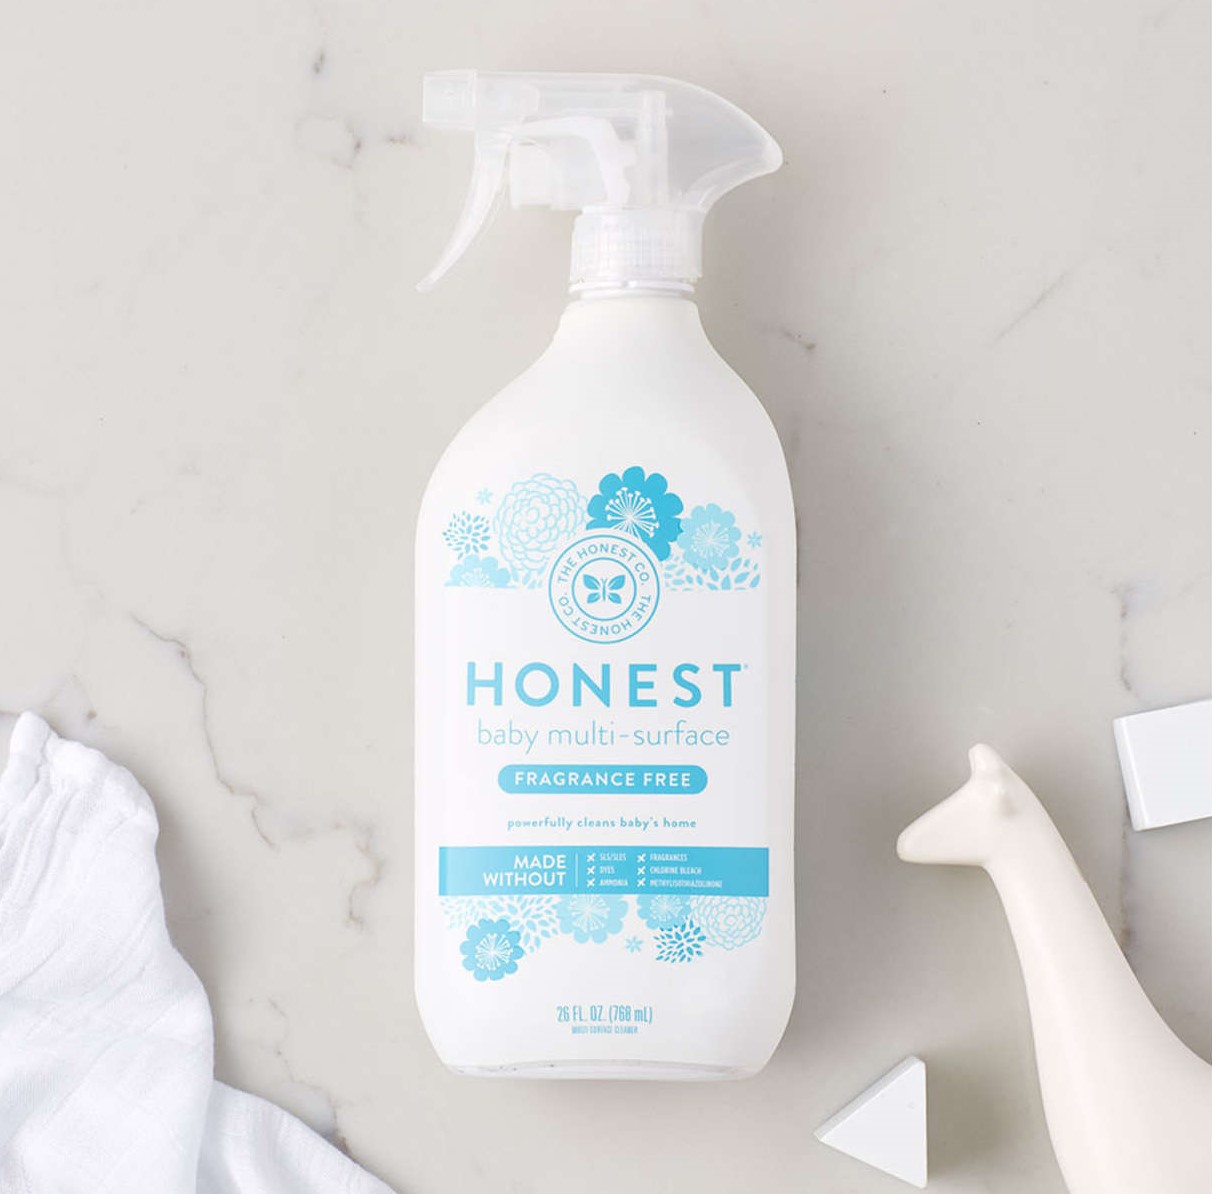 THE HONEST CO. THE HONEST CO.
HONEST®
baby multi-surface
FRAGRANCE FREE
powerfully cleans baby's home
MADE WITHOUT
× SLS/SLES × FRAGRANCES
× DYES × CHLORINE BLEACH
× AMMONIA × METHYLISOTHIAZOLINONE
26 FL. OZ. (768 mL)
MULTI SURFACE CLEANER